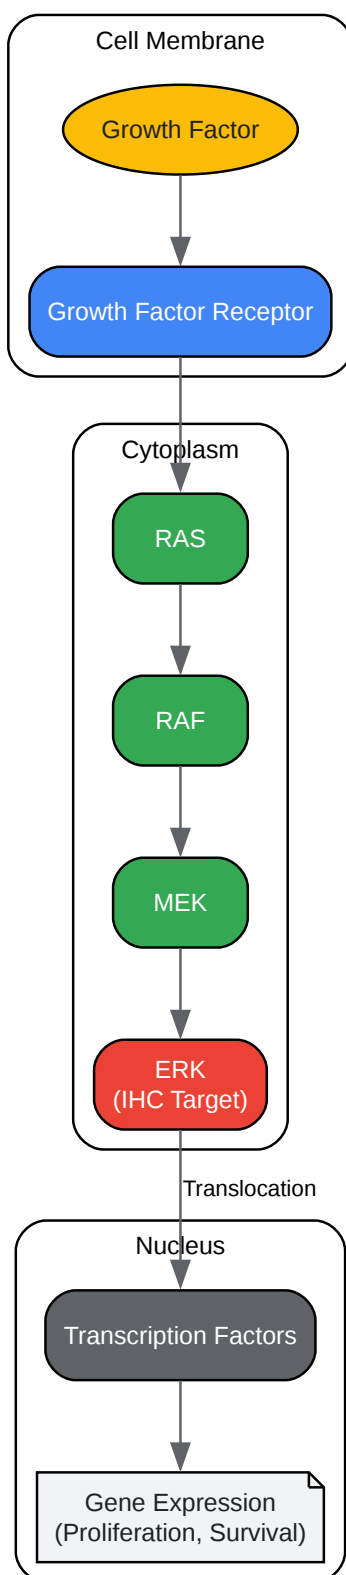 Cell Membrane
Growth Factor
Growth Factor Receptor
Cytoplasm
RAS
RAF
MEK
ERK
(IHC Target)
Translocation
Nucleus
Transcription Factors
Gene Expression
(Proliferation, Survival)